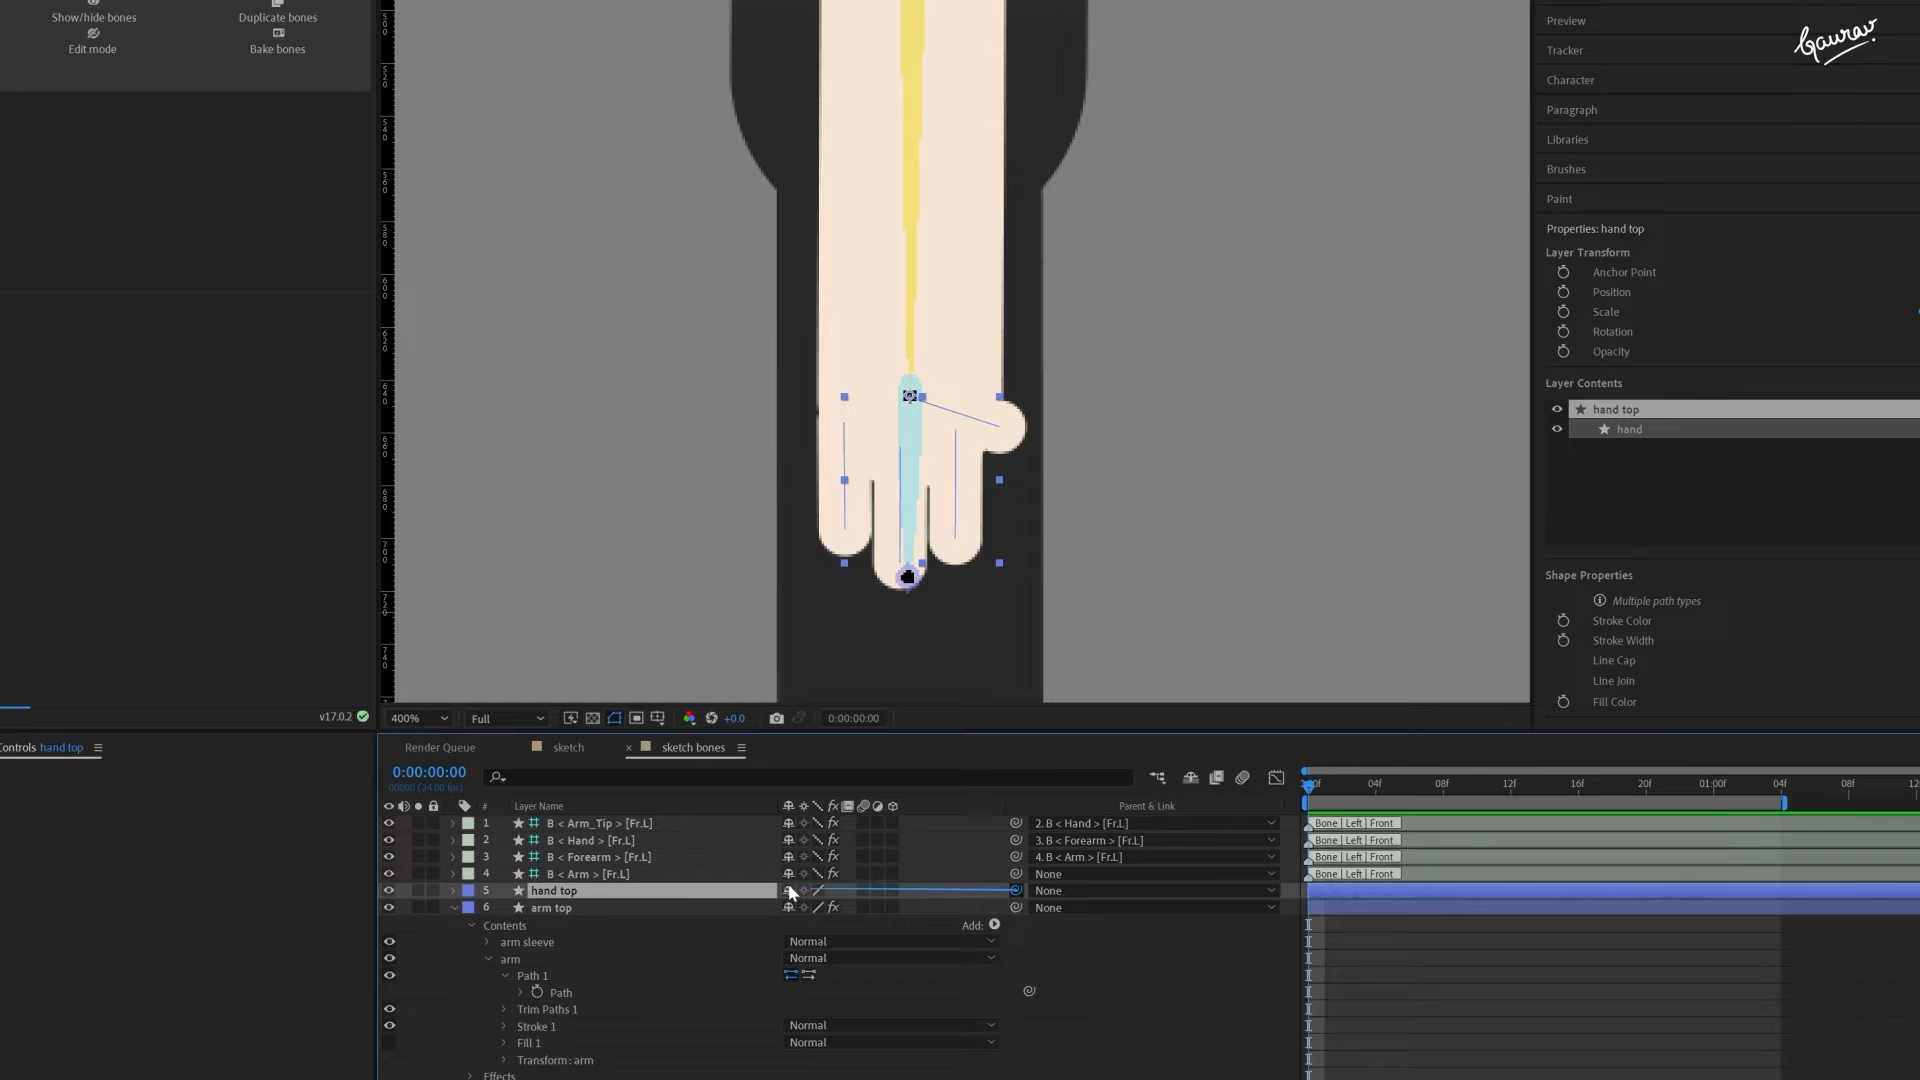 Show/hide bones
Duplicate bones
Edit mode
Bake bones
Gaurav
Preview
Tracker
Character
Paragraph
Libraries
Brushes
Paint
Properties: hand top
Layer Transform
Anchor Point
Position
Scale
Rotation
Opacity
Layer Contents
hand top
hand
Shape Properties
Multiple path types
Stroke Color
Stroke Width
Line Cap
Line Join
Fill Color
v17.0.2
400%
Full
+0.0
0:00:00:00
Controls hand top
Render Queue
sketch
sketch bones
0:00:00:00
00000 (24.00 fps)
04f 08f 12f 16f 20f 01:00f 04f 08f
# Layer Name
Parent & Link
1 B < Arm_Tip > [Fr.L] 2. B < Hand > [Fr.L] Bone | Left | Front
2 B < Hand > [Fr.L] 3. B < Forearm > [Fr.L] Bone | Left | Front
3 B < Forearm > [Fr.L] 4. B < Arm > [Fr.L] Bone | Left | Front
4 B < Arm > [Fr.L] None Bone | Left | Front
5 hand top None
6 arm top None
Contents Add:
arm sleeve Normal
arm Normal
Path 1
Path
Trim Paths 1
Stroke 1 Normal
Fill 1 Normal
Transform: arm
Effects